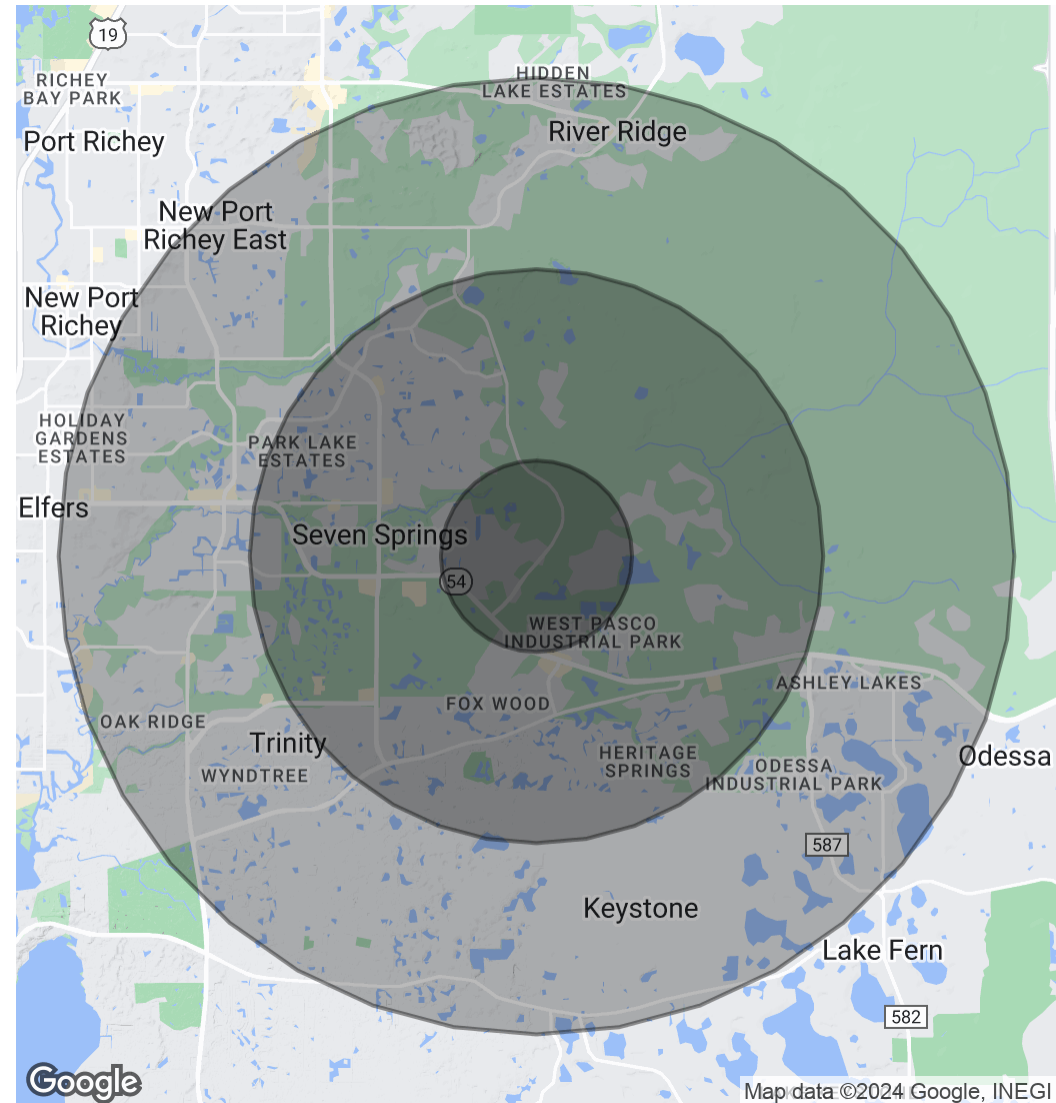 19
RICHEY
BAY PARK
HIDDEN
LAKE ESTATES
Port Richey
River Ridge
New Port
Richey East
New Port
Richey
HOLIDAY
GARDENS
ESTATES
PARK LAKE
ESTATES
Elfers
Seven Springs
54
WEST PASCO
INDUSTRIAL PARK
ASHLEY LAKES
FOX WOOD
OAK RIDGE
Trinity
WYNDTREE
HERITAGE
SPRINGS
ODESSA
INDUSTRIAL PARK
Odessa
587
Keystone
Lake Fern
582
Google
Map data ©2024 Google, INEGI